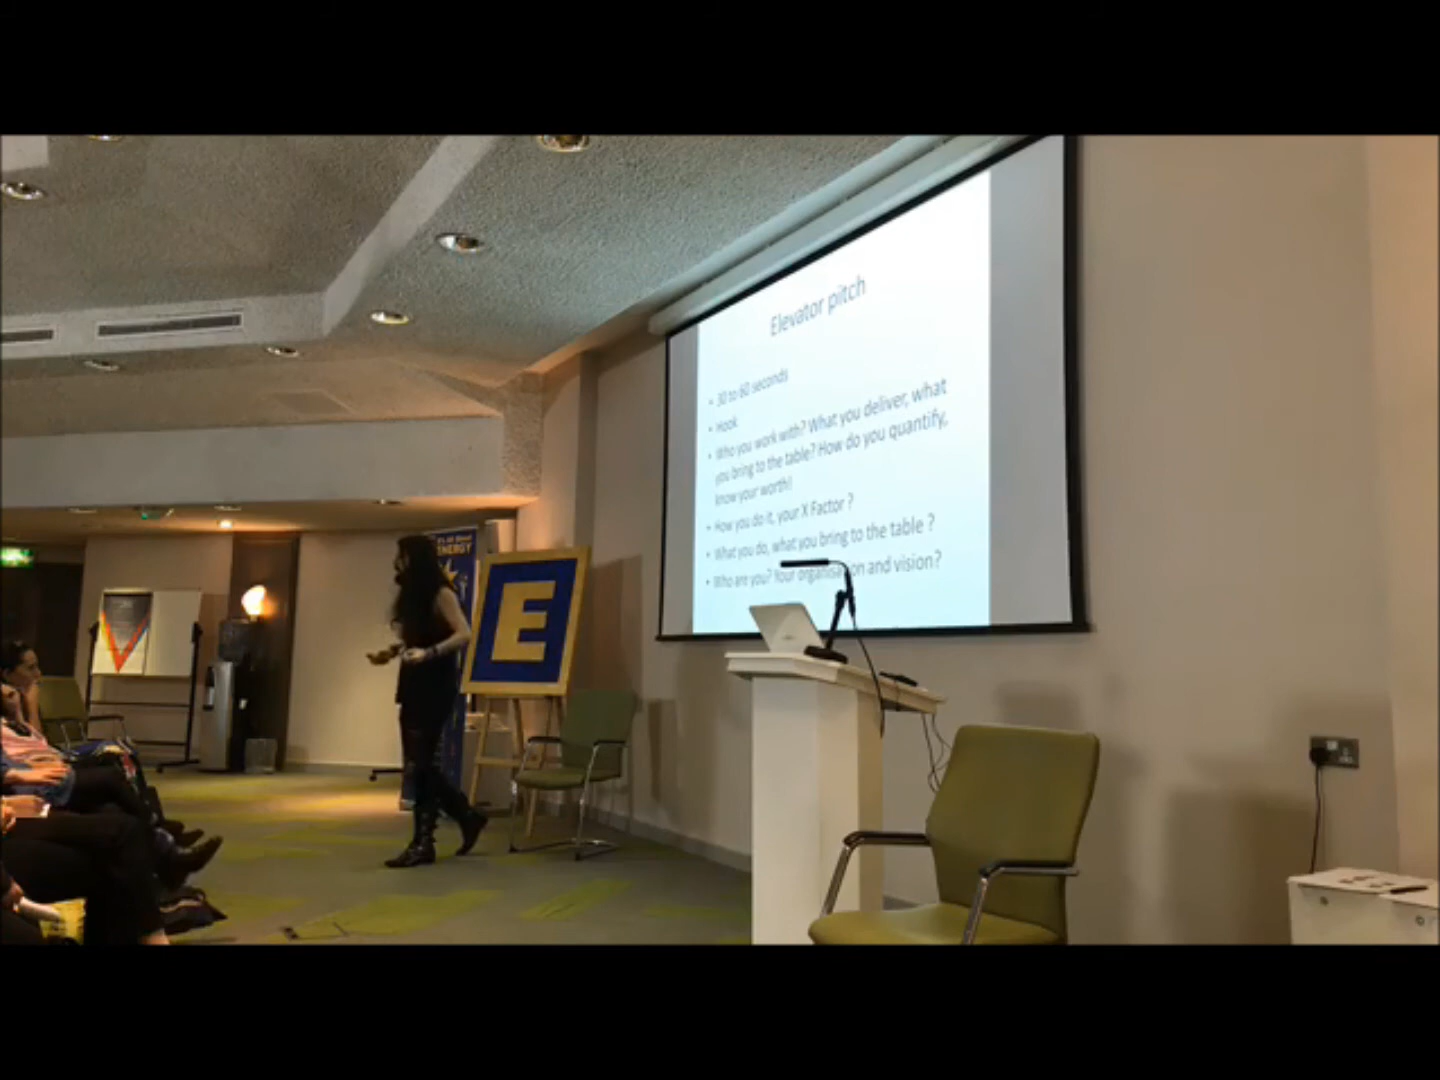 Elevator pitch
• 30 to 60 seconds
• Hook
• Who you work with? What you deliver, what
you bring to the table? How do you quantify,
know your worth!
• How you do it, your X Factor ?
• What you do, what you bring to the table ?
• Who are you? Your organisation and vision?
ENERGY
E